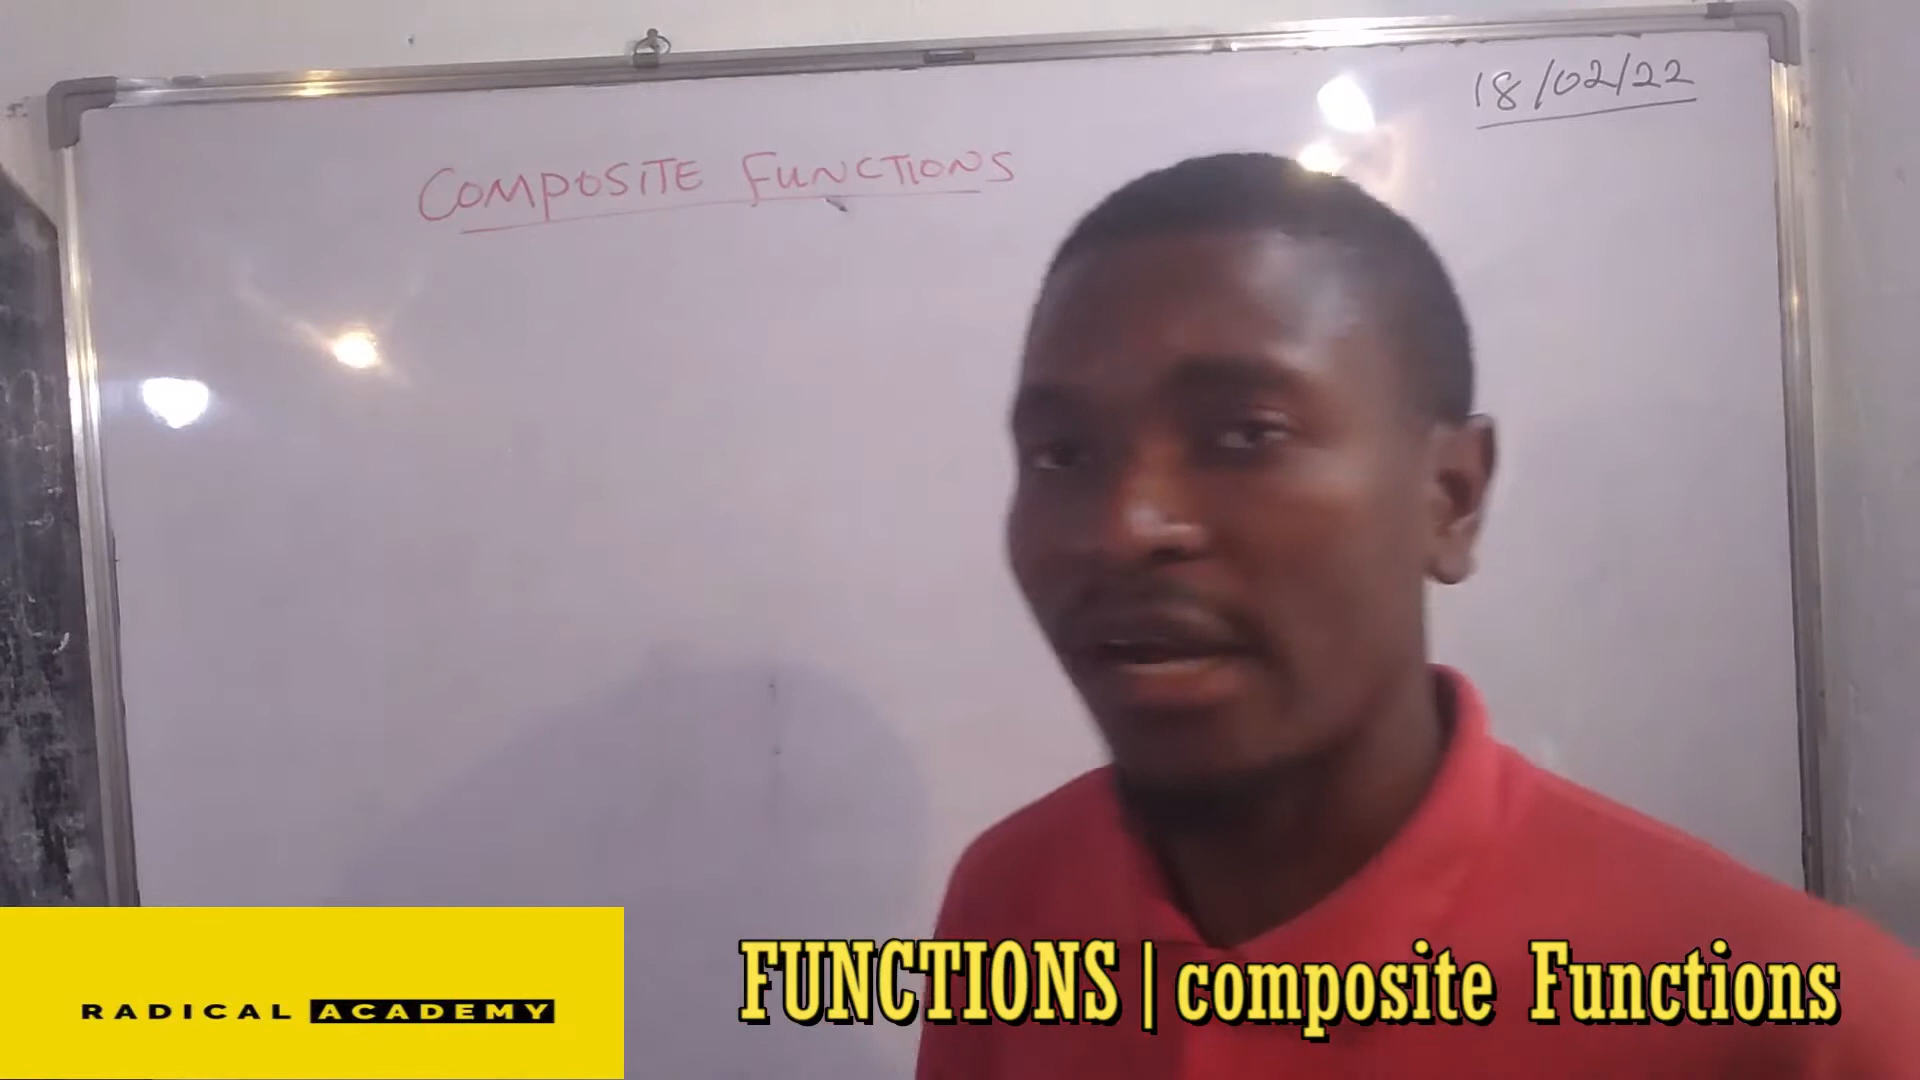 18/02/22
COMPOSITE FUNCTIONS
RADICAL ACADEMY
FUNCTIONS | composite Functions